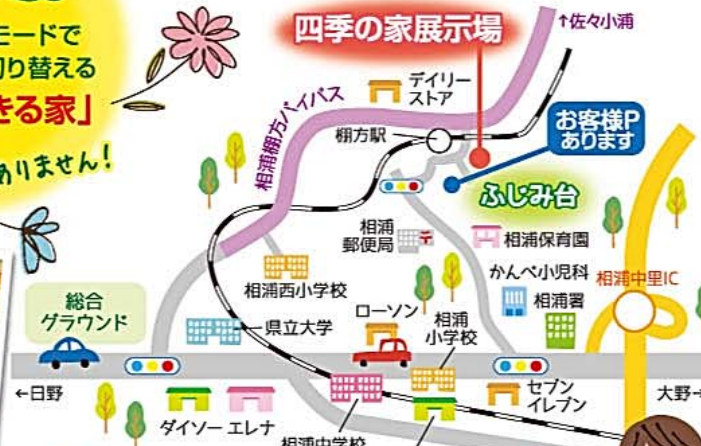 モードで
り替える
きる家」
ありません！
四季の家展示場
↑佐々小浦
デイリー
ストア
相浦棚方バイパス
棚方駅
お客様P
あります
ふじみ台
相浦
郵便局
相浦保育園
相浦西小学校
かんべ小児科
相浦中里IC
総合
グラウンド
県立大学
ローソン
相浦
小学校
相浦署
←日野
ダイソー
エレナ
セブン
イレブン
大野→
相浦中学校